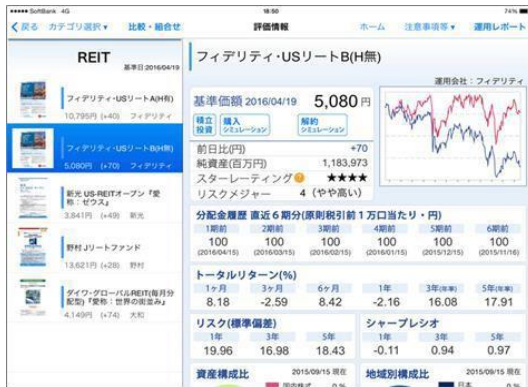 SoftBank 4G
18:50
74%
戻る カテゴリ選択▼ 比較・組合せ
評価情報
ホーム 注意事項等▼ 運用レポート
REIT
基準日:2016/04/19
フィデリティ・USリートA(H有)
10,795円 (+40) フィデリティ
フィデリティ・USリートB(H無)
5,080円 (+70) フィデリティ
新光 US-REITオープン『愛称：ゼウス』
3,841円 (+49) 新光
野村 Jリートファンド
13,621円 (+28) 野村
ダイワ・グローバルREIT(毎月分配型)『愛称：世界の街並み』
4,149円 (+74) 大和
フィデリティ・USリートB(H無)
運用会社：フィデリティ
基準価額 2016/04/19 5,080 円
積立投資 購入シミュレーション 解約シミュレーション
前日比(円) +70
純資産(百万円) 1,183,973
スターレーティング ★★★★
リスクメジャー 4（やや高い）
分配金履歴 直近６期分(原則税引前１万口当たり・円)
1期前 2期前 3期前 4期前 5期前 6期前
100 100 100 100 100 100
(2016/04/15) (2016/03/15) (2016/02/15) (2016/01/15) (2015/12/15) (2015/11/16)
トータルリターン(%)
1ヶ月 3ヶ月 6ヶ月 1年 3年(年率) 5年(年率)
8.18 -2.59 8.42 -2.16 16.08 17.91
リスク(標準偏差) シャープレシオ
1年 3年 5年 1年 3年 5年
19.96 16.98 18.43 -0.11 0.94 0.97
資産構成比 2015/09/15 現在 地域別構成比 2015/09/15 現在
国内株式 0 % 日本 0 %